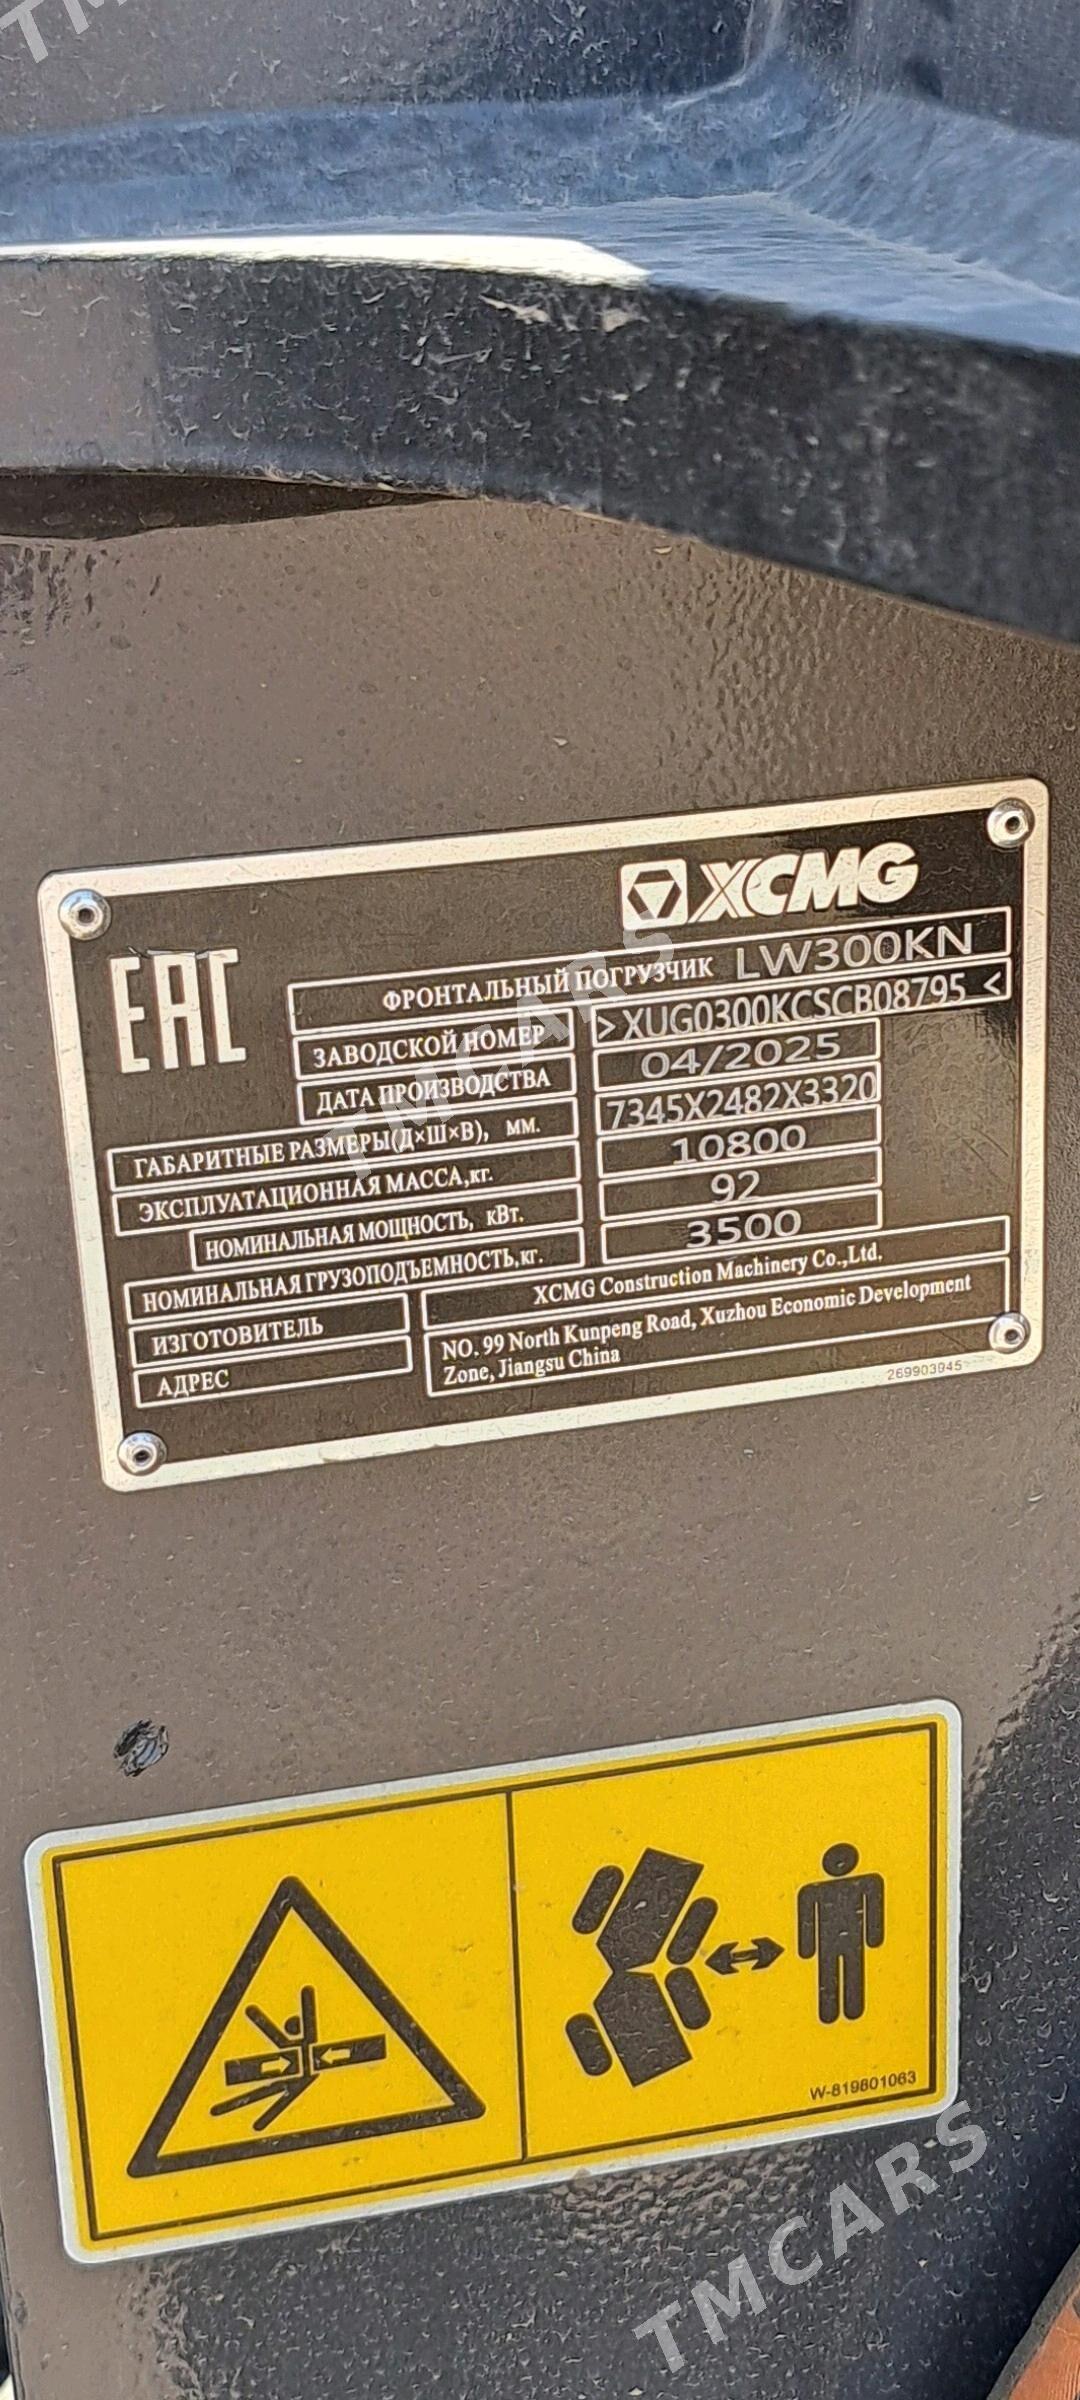 XCMG
EAC
ФРОНТАЛЬНЫЙ ПОГРУЗЧИК LW300KN
ЗАВОДСКОЙ НОМЕР >XUG0300KCSCB08795<
ДАТА ПРОИЗВОДСТВА 04/2025
ГАБАРИТНЫЕ РАЗМЕРЫ(Д×Ш×В), мм. 7345X2482X3320
ЭКСПЛУАТАЦИОННАЯ МАССА,кг. 10800
НОМИНАЛЬНАЯ МОЩНОСТЬ, кВт. 92
НОМИНАЛЬНАЯ ГРУЗОПОДЪЕМНОСТЬ,кг. 3500
ИЗГОТОВИТЕЛЬ XCMG Construction Machinery Co.,Ltd.
АДРЕС NO. 99 North Kunpeng Road, Xuzhou Economic Development
Zone, Jiangsu China
269903945
W-819801063
TMCARS
TMCARS